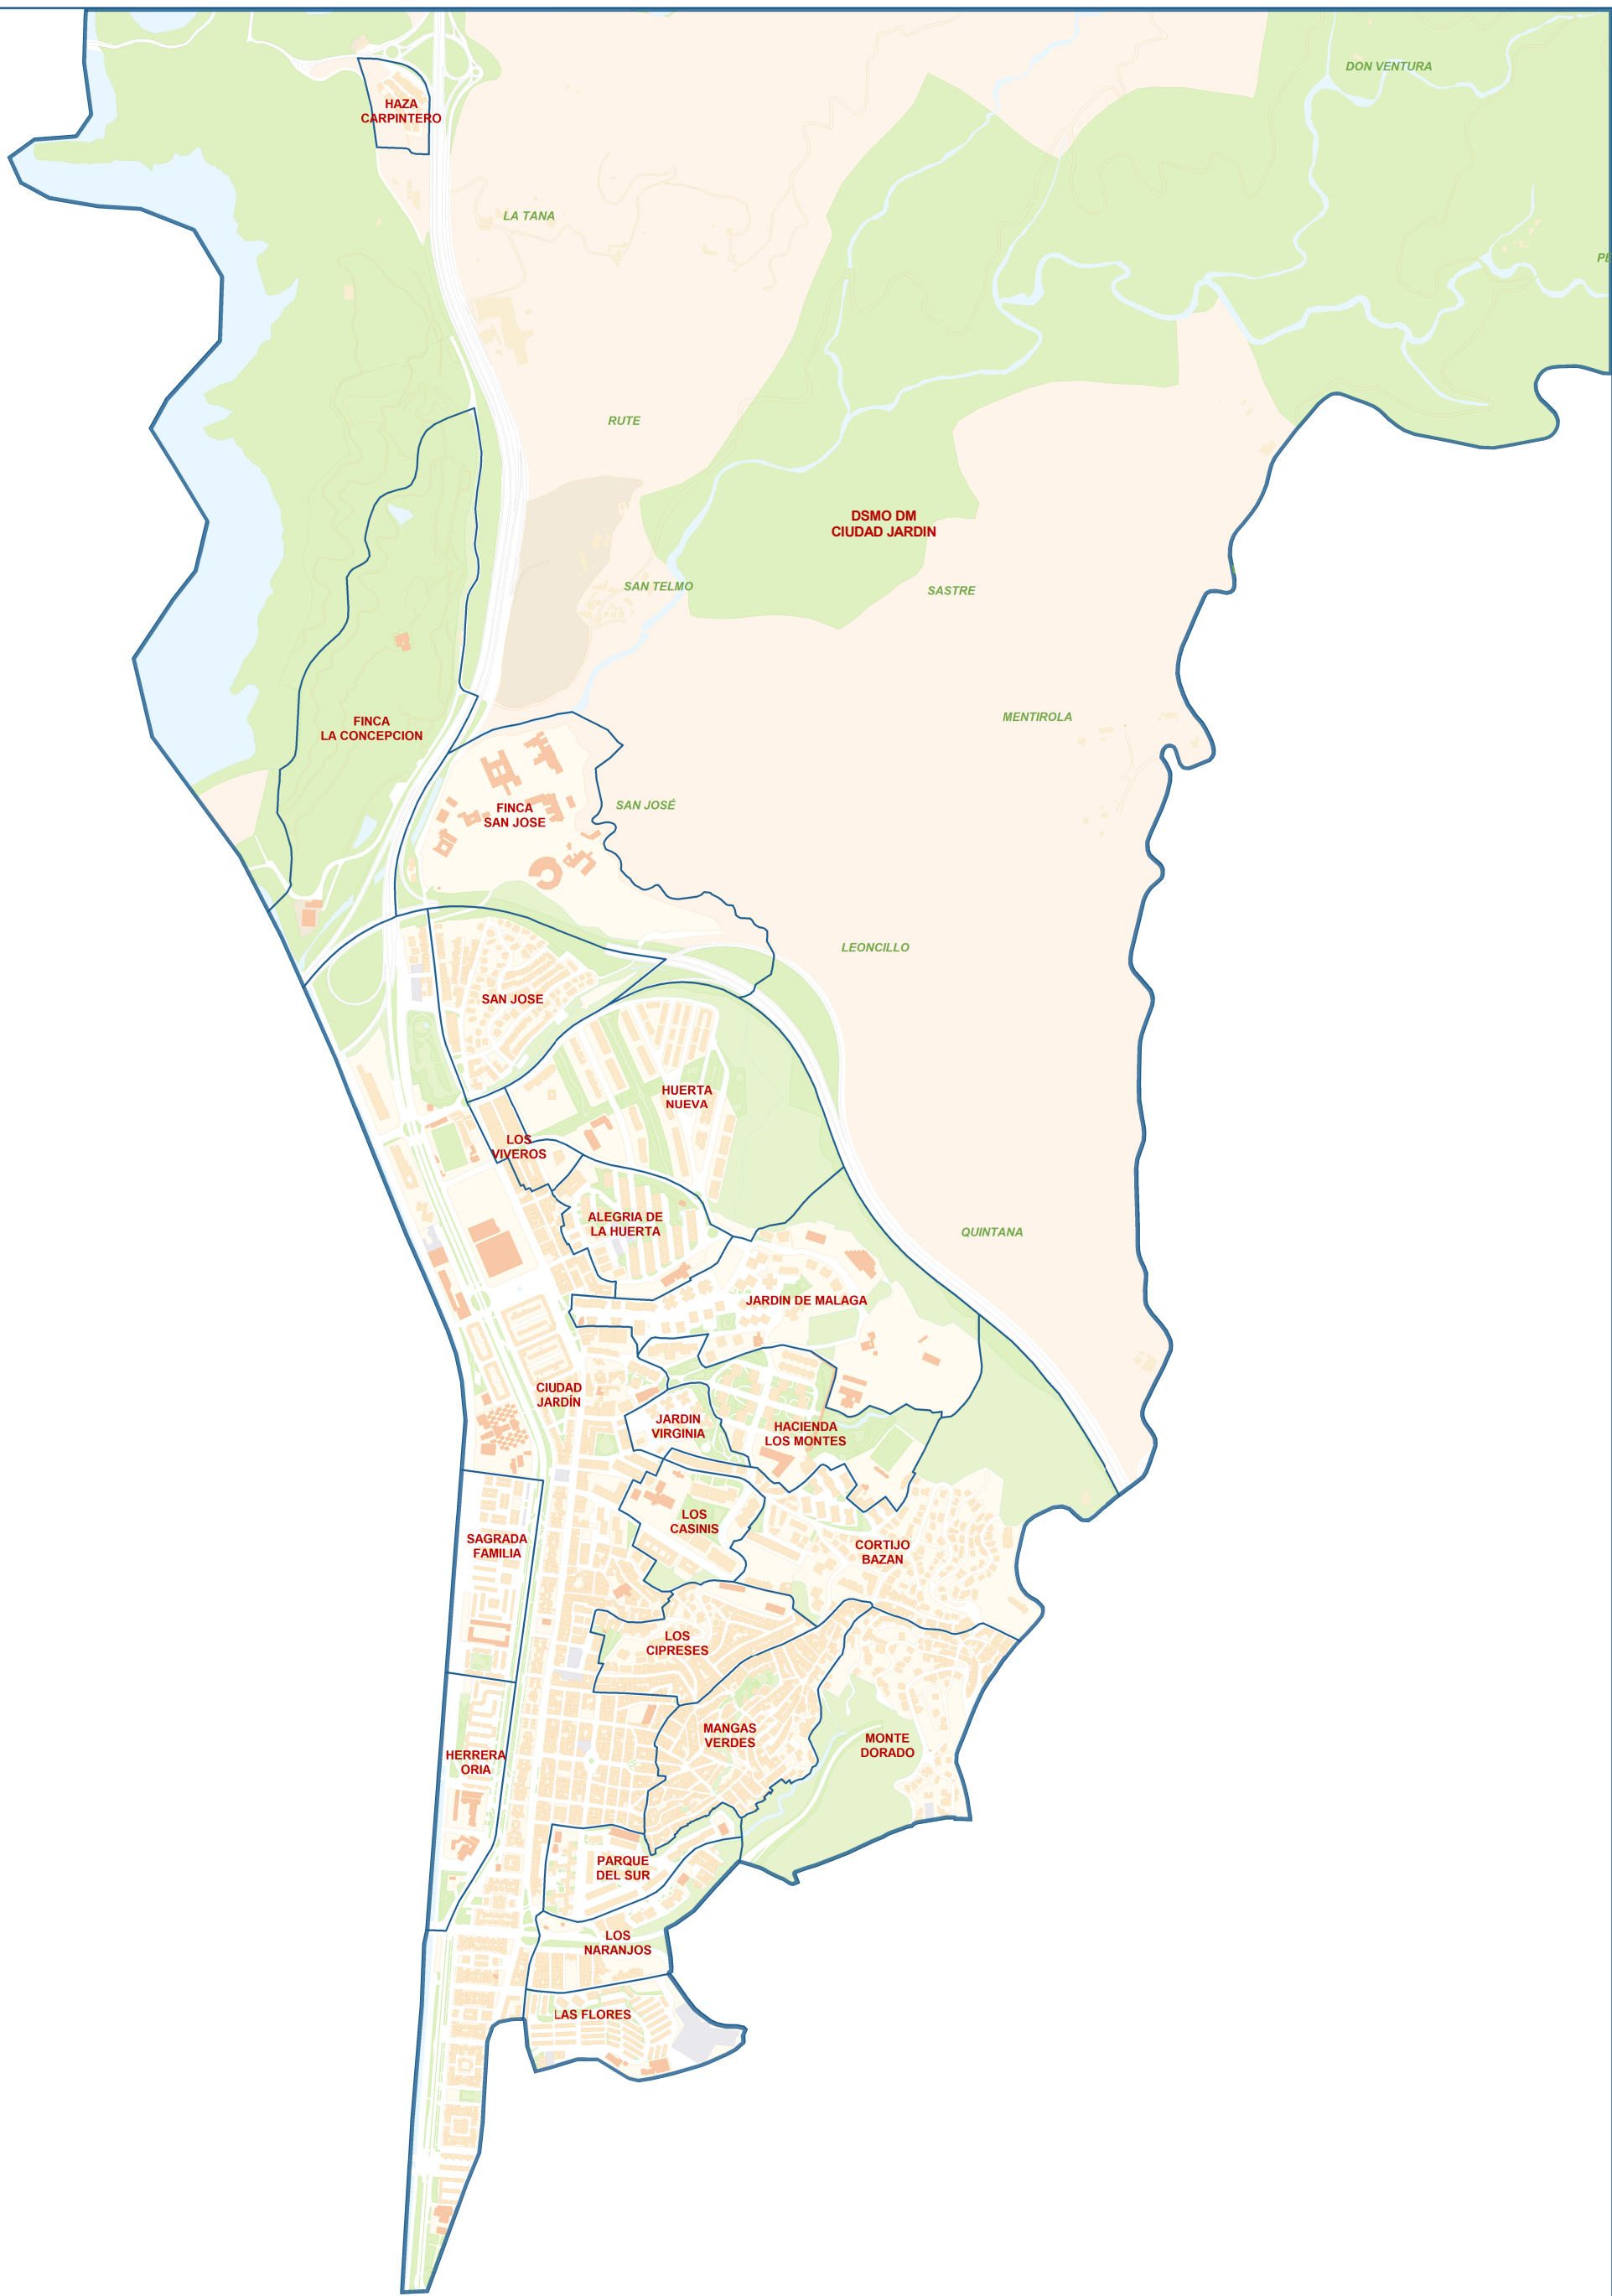 DON VENTURA
HAZA
CARPINTERO
LA TANA
PE
RUTE
DSMO DM
CIUDAD JARDIN
SAN TELMO
SASTRE
FINCA
LA CONCEPCION
MENTIROLA
FINCA
SAN JOSE
SAN JOSÉ
LEONCILLO
SAN JOSE
HUERTA
NUEVA
LOS
VIVEROS
ALEGRIA DE
LA HUERTA
QUINTANA
JARDIN DE MALAGA
CIUDAD
JARDÍN
JARDIN
VIRGINIA
HACIENDA
LOS MONTES
LOS
CASINIS
SAGRADA
FAMILIA
CORTIJO
BAZAN
LOS
CIPRESES
MANGAS
VERDES
MONTE
DORADO
HERRERA
ORIA
PARQUE
DEL SUR
LOS
NARANJOS
LAS FLORES